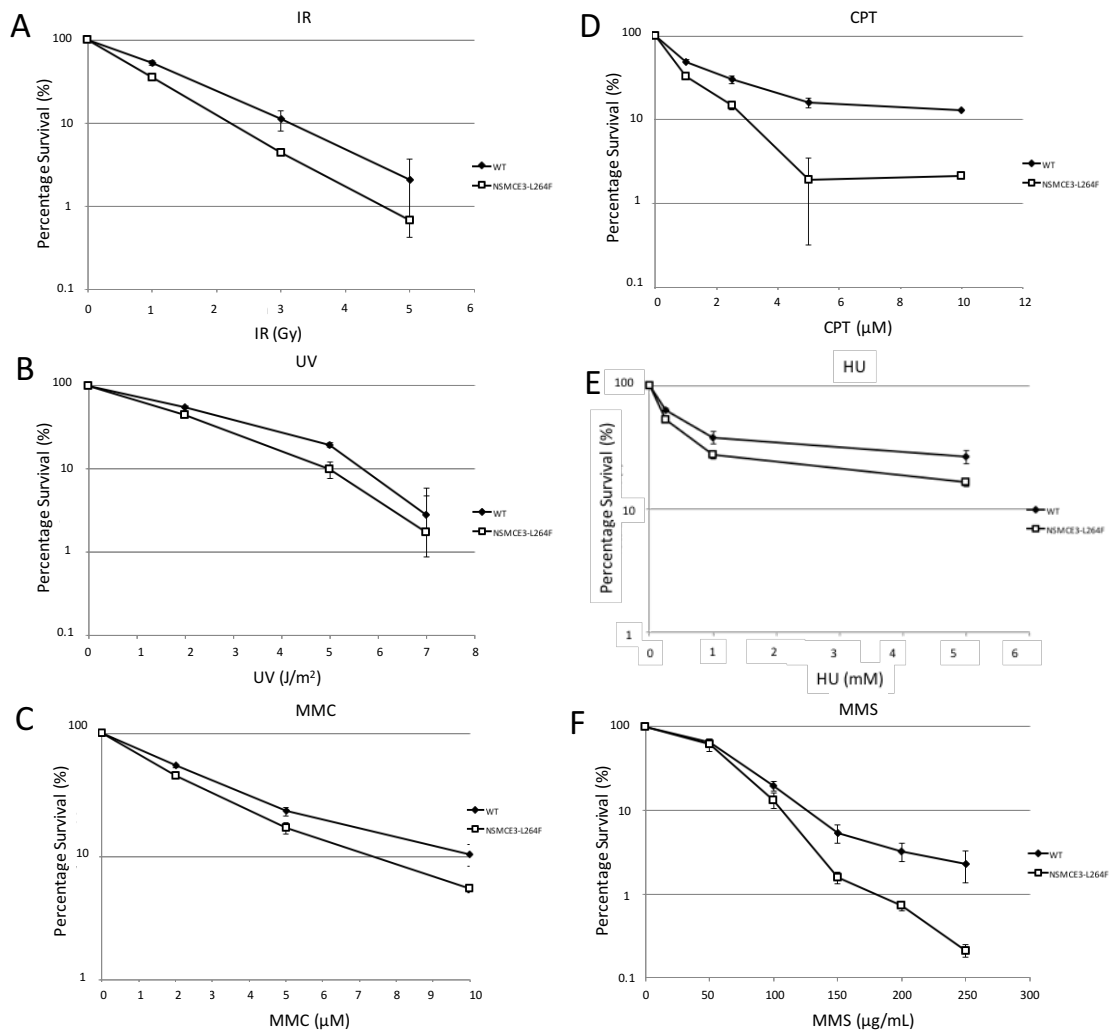 A
IR
Percentage Survival (%)
100
10
1
0.1
0 1 2 3 4 5 6
IR (Gy)
WT
NSMCE3-L264F
B
UV
Percentage Survival (%)
100
10
1
0.1
0 1 2 3 4 5 6 7 8
UV (J/m²)
WT
NSMCE3-L264F
C
MMC
Percentage Survival (%)
100
10
1
0 1 2 3 4 5 6 7 8 9 10
MMC (μM)
WT
NSMCE3-L264F
D
CPT
Percentage Survival (%)
100
10
1
0.1
0 2 4 6 8 10 12
CPT (μM)
WT
NSMCE3-L264F
E
HU
Percentage Survival (%)
100
10
1
0 1 2 3 4 5 6
HU (mM)
WT
NSMCE3-L264F
F
MMS
Percentage Survival (%)
100
10
1
0.1
0 50 100 150 200 250 300
MMS (μg/mL)
WT
NSMCE3-L264F